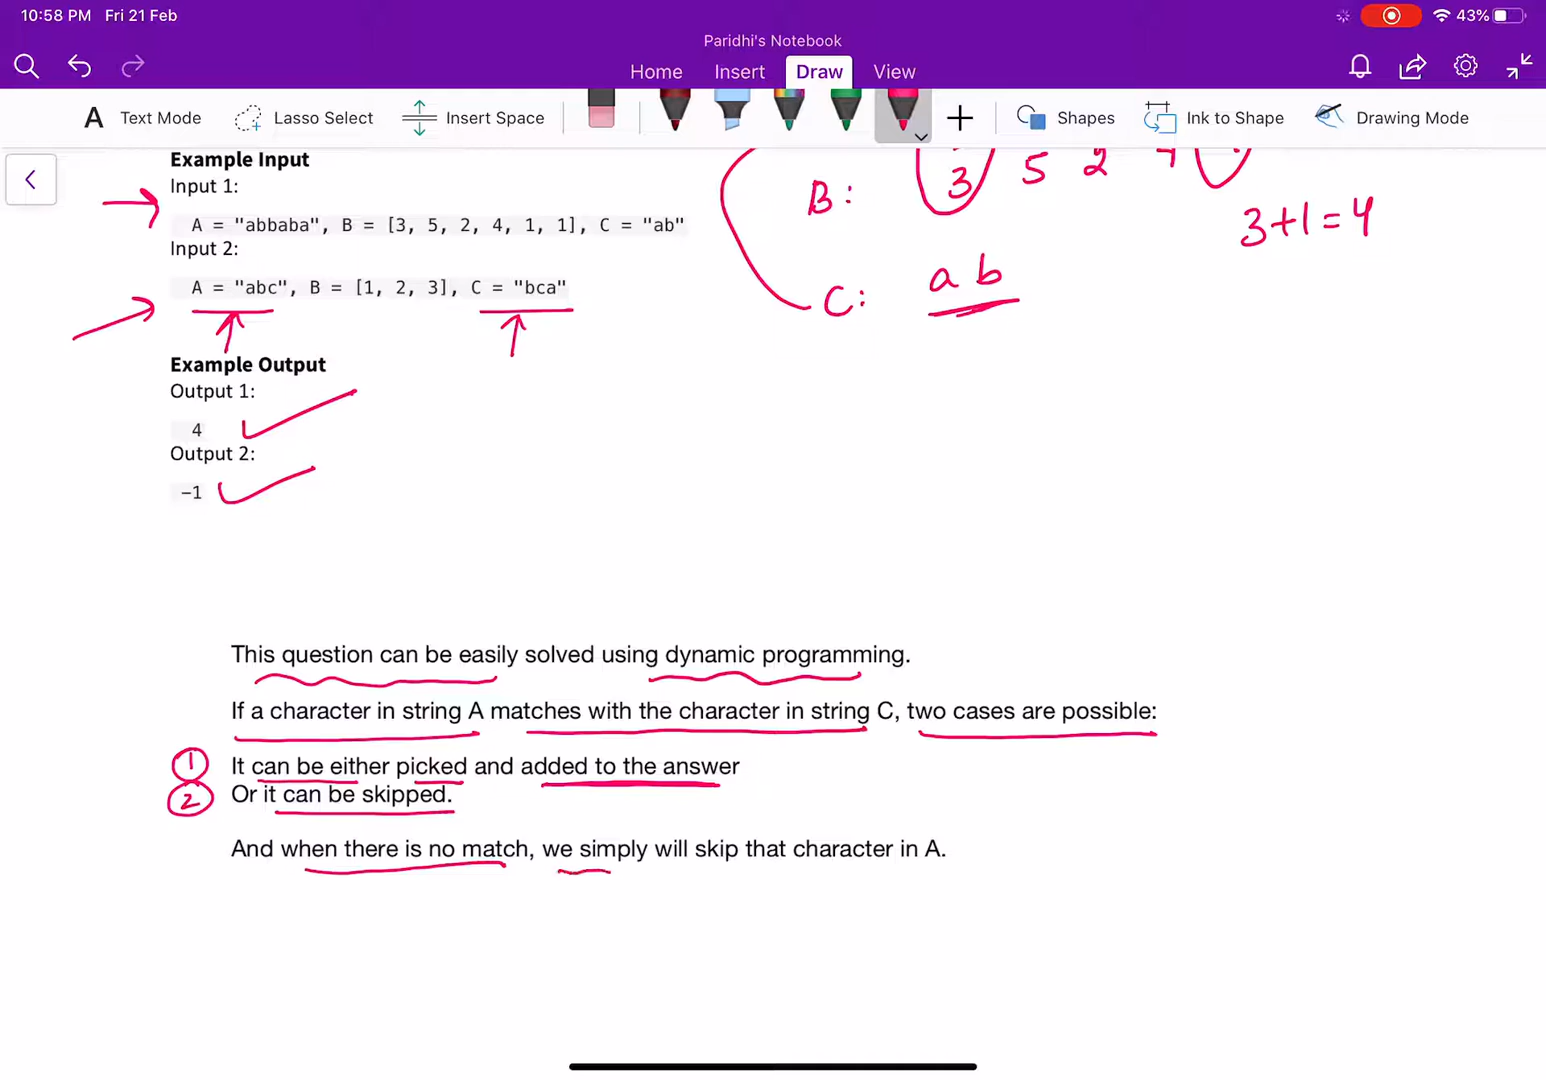 10:58 PM Fri 21 Feb
43%
Paridhi's Notebook
Home Insert Draw View
A Text Mode Lasso Select Insert Space Shapes Ink to Shape Drawing Mode
Example Input
Input 1:
A = "abbaba", B = [3, 5, 2, 4, 1, 1], C = "ab"
Input 2:
A = "abc", B = [1, 2, 3], C = "bca"
B: 3 5 2
3+1=4
C: ab
Example Output
Output 1:
4
Output 2:
-1
This question can be easily solved using dynamic programming.
If a character in string A matches with the character in string C, two cases are possible:
1 It can be either picked and added to the answer
2 Or it can be skipped.
And when there is no match, we simply will skip that character in A.